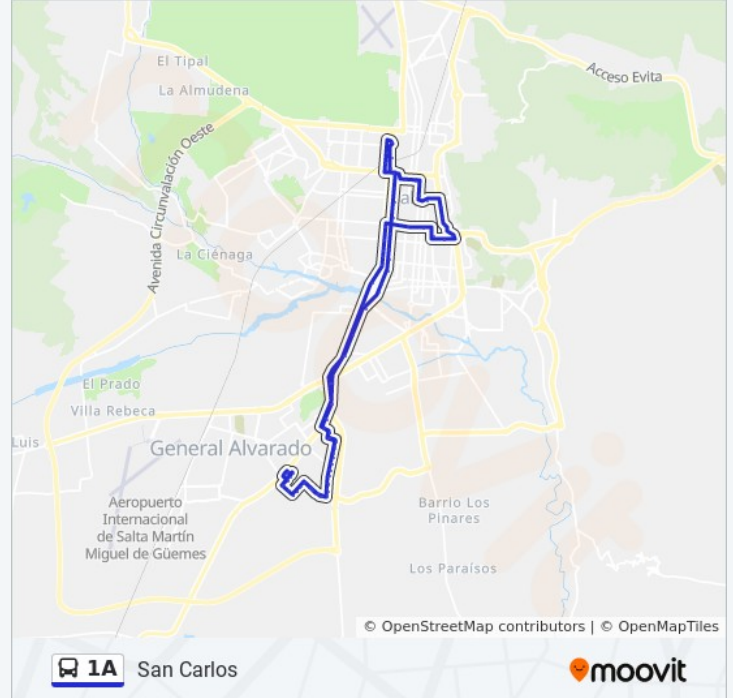 El Tipal
La Almudena
Acceso Evita
Avenida Circunvalación Oeste
La Ciénaga
El Prado
Villa Rebeca
Luis
General Alvarado
Aeropuerto
Internacional
de Salta Martín
Miguel de Güemes
Barrio Los
Pinares
Los Paraísos
© OpenStreetMap contributors | © OpenMapTiles
1A San Carlos
moovit